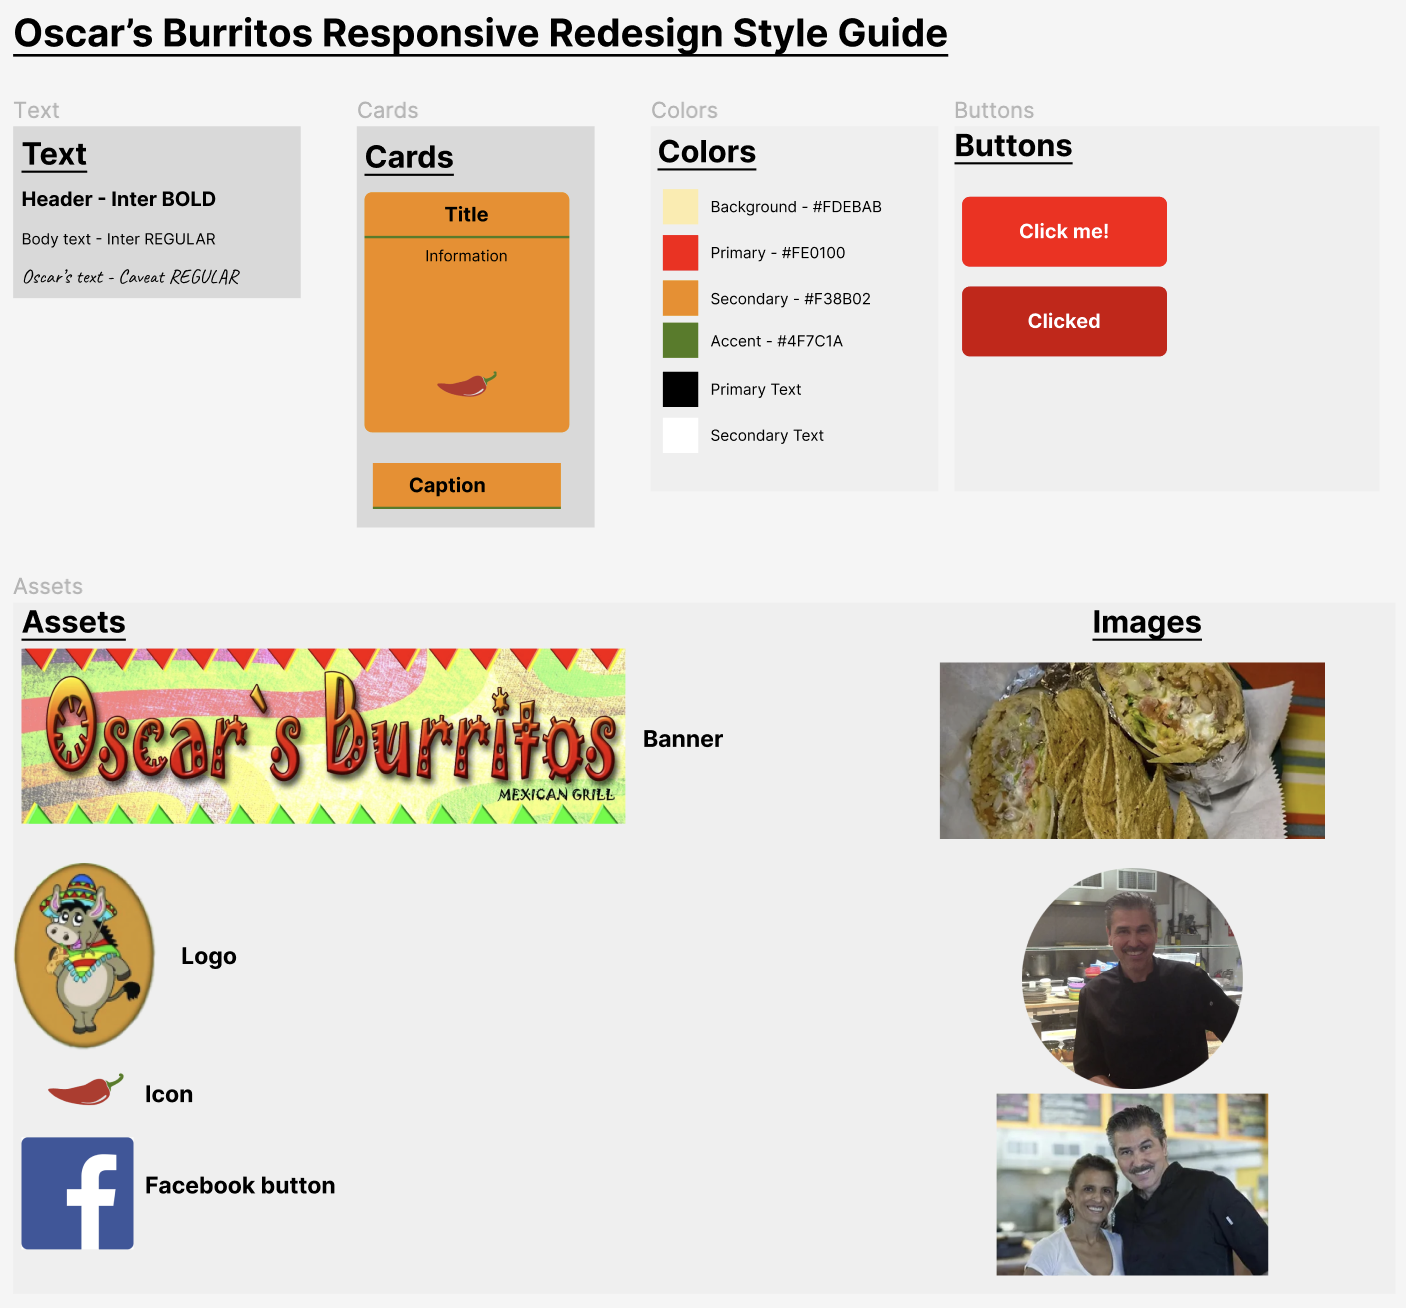 Oscar’s Burritos Responsive Redesign Style Guide
Text
Text
Header - Inter BOLD
Body text - Inter REGULAR
Oscar’s text - Caveat REGULAR
Cards
Cards
Title
Information
Caption
Colors
Colors
Background - #FDEBAB
Primary - #FE0100
Secondary - #F38B02
Accent - #4F7C1A
Primary Text
Secondary Text
Buttons
Buttons
Click me!
Clicked
Assets
Assets
Oscar`s Burritos
MEXICAN GRILL
Banner
Logo
Icon
f
Facebook button
Images